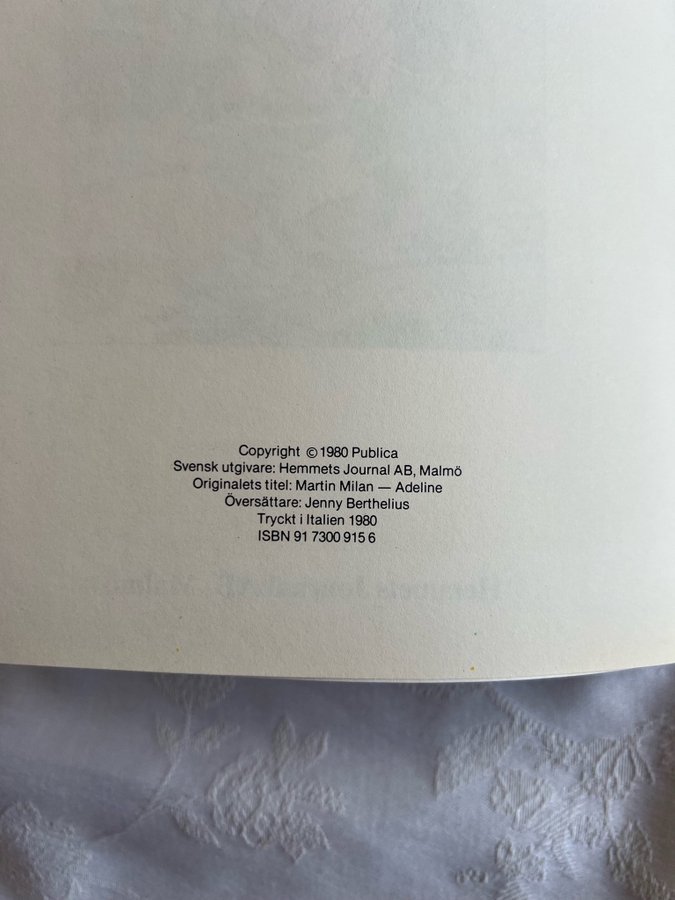 Copyright © 1980 Publica
Svensk utgivare: Hemmets Journal AB, Malmö
Originalets titel: Martin Milan — Adeline
Översättare: Jenny Berthelius
Tryckt i Italien 1980
ISBN 91 7300 915 6